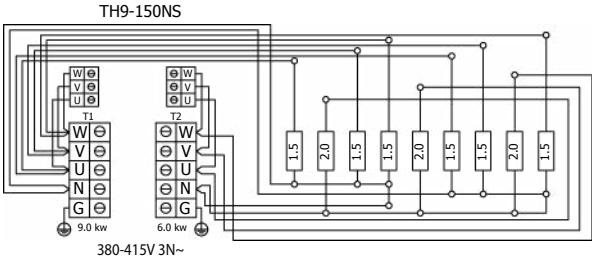 TH9-150NS
W W
V V
U U
T1 T2
W W
V V
U U
N N
G G
1.5 2.0 1.5 1.5 2.0 1.5 1.5 2.0 1.5
9.0 kw 6.0 kw
380-415V 3N~